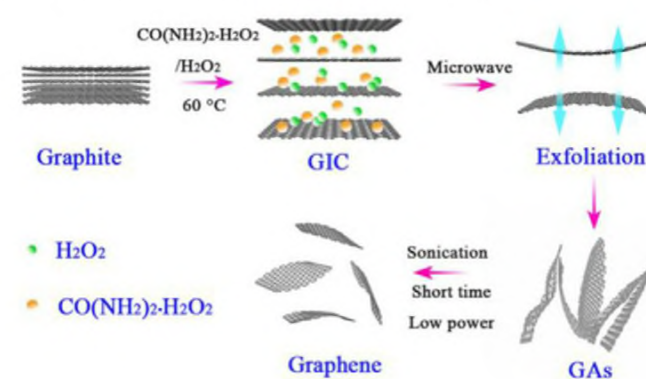 CO(NH2)2-H2O2
/H2O2
60 °C
Microwave
Graphite
GIC
Exfoliation
H2O2
CO(NH2)2·H2O2
Sonication
Short time
Low power
Graphene
GAs